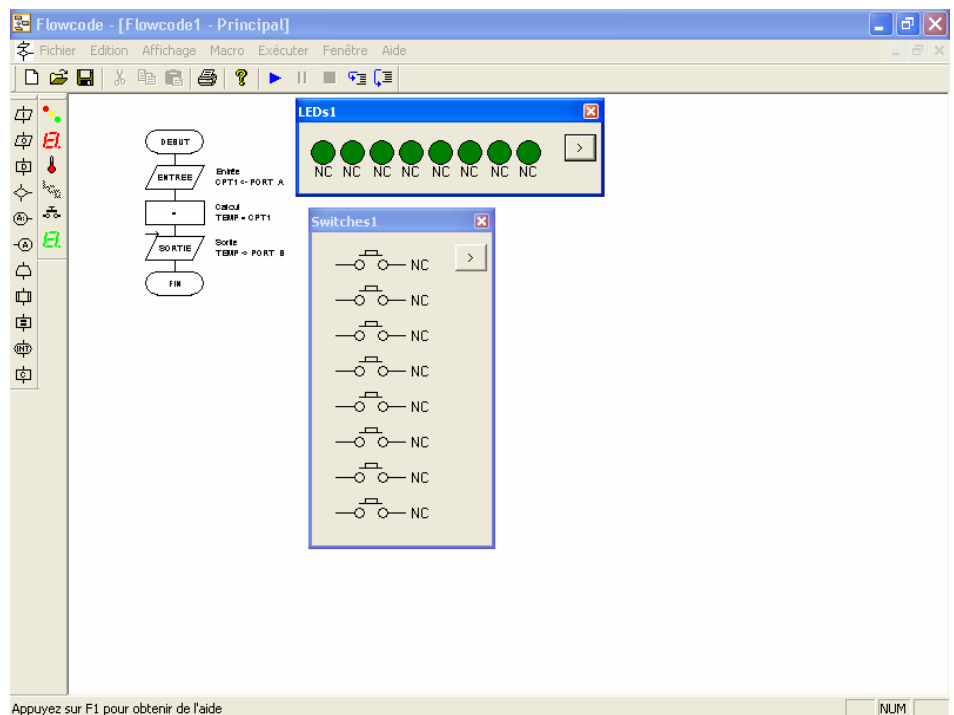 Flowcode - [Flowcode1 - Principal]
Fichier Edition Affichage Macro Exécuter Fenêtre Aide
LEDs1
NC NC NC NC NC NC NC NC
>
DEBUT
ENTREE
Entrée
CPT1 <- PORT A
=
Calcul
TEMP = CPT1
SORTIE
Sortie
TEMP -> PORT B
FIN
Switches1
>
NC
NC
NC
NC
NC
NC
NC
NC
A:
A
INT
C
Appuyez sur F1 pour obtenir de l'aide
NUM